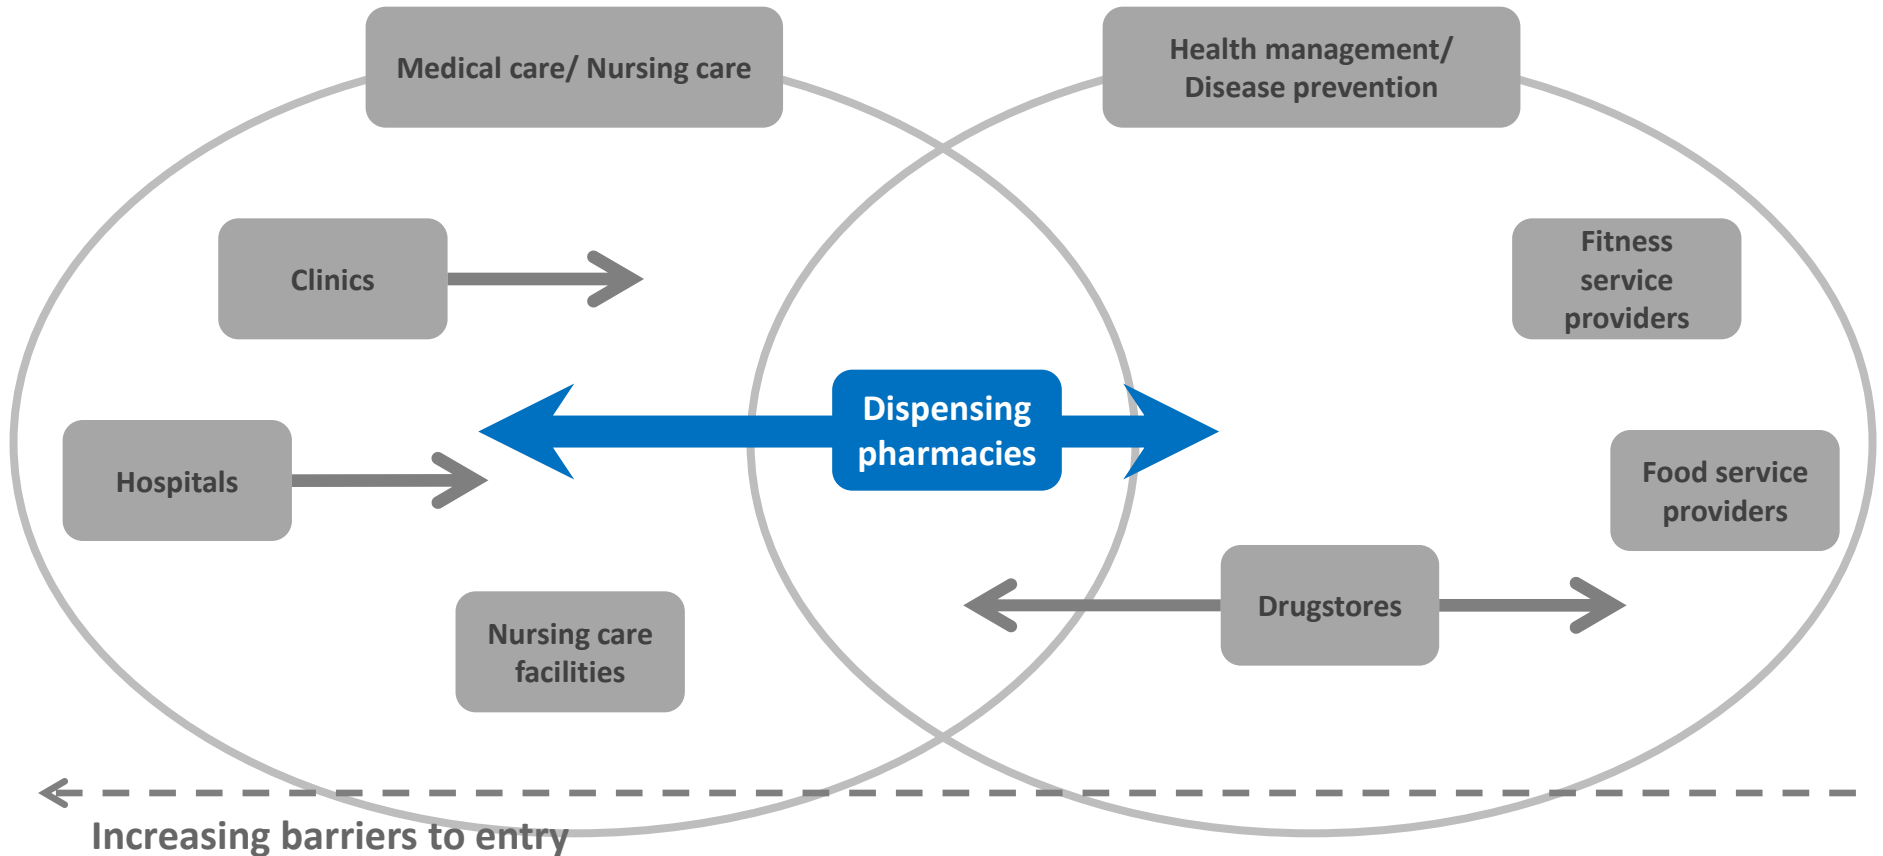 Medical care/ Nursing care
Health management/
Disease prevention
Clinics
Fitness
service
providers
Dispensing
pharmacies
Hospitals
Food service
providers
Drugstores
Nursing care
facilities
Increasing barriers to entry